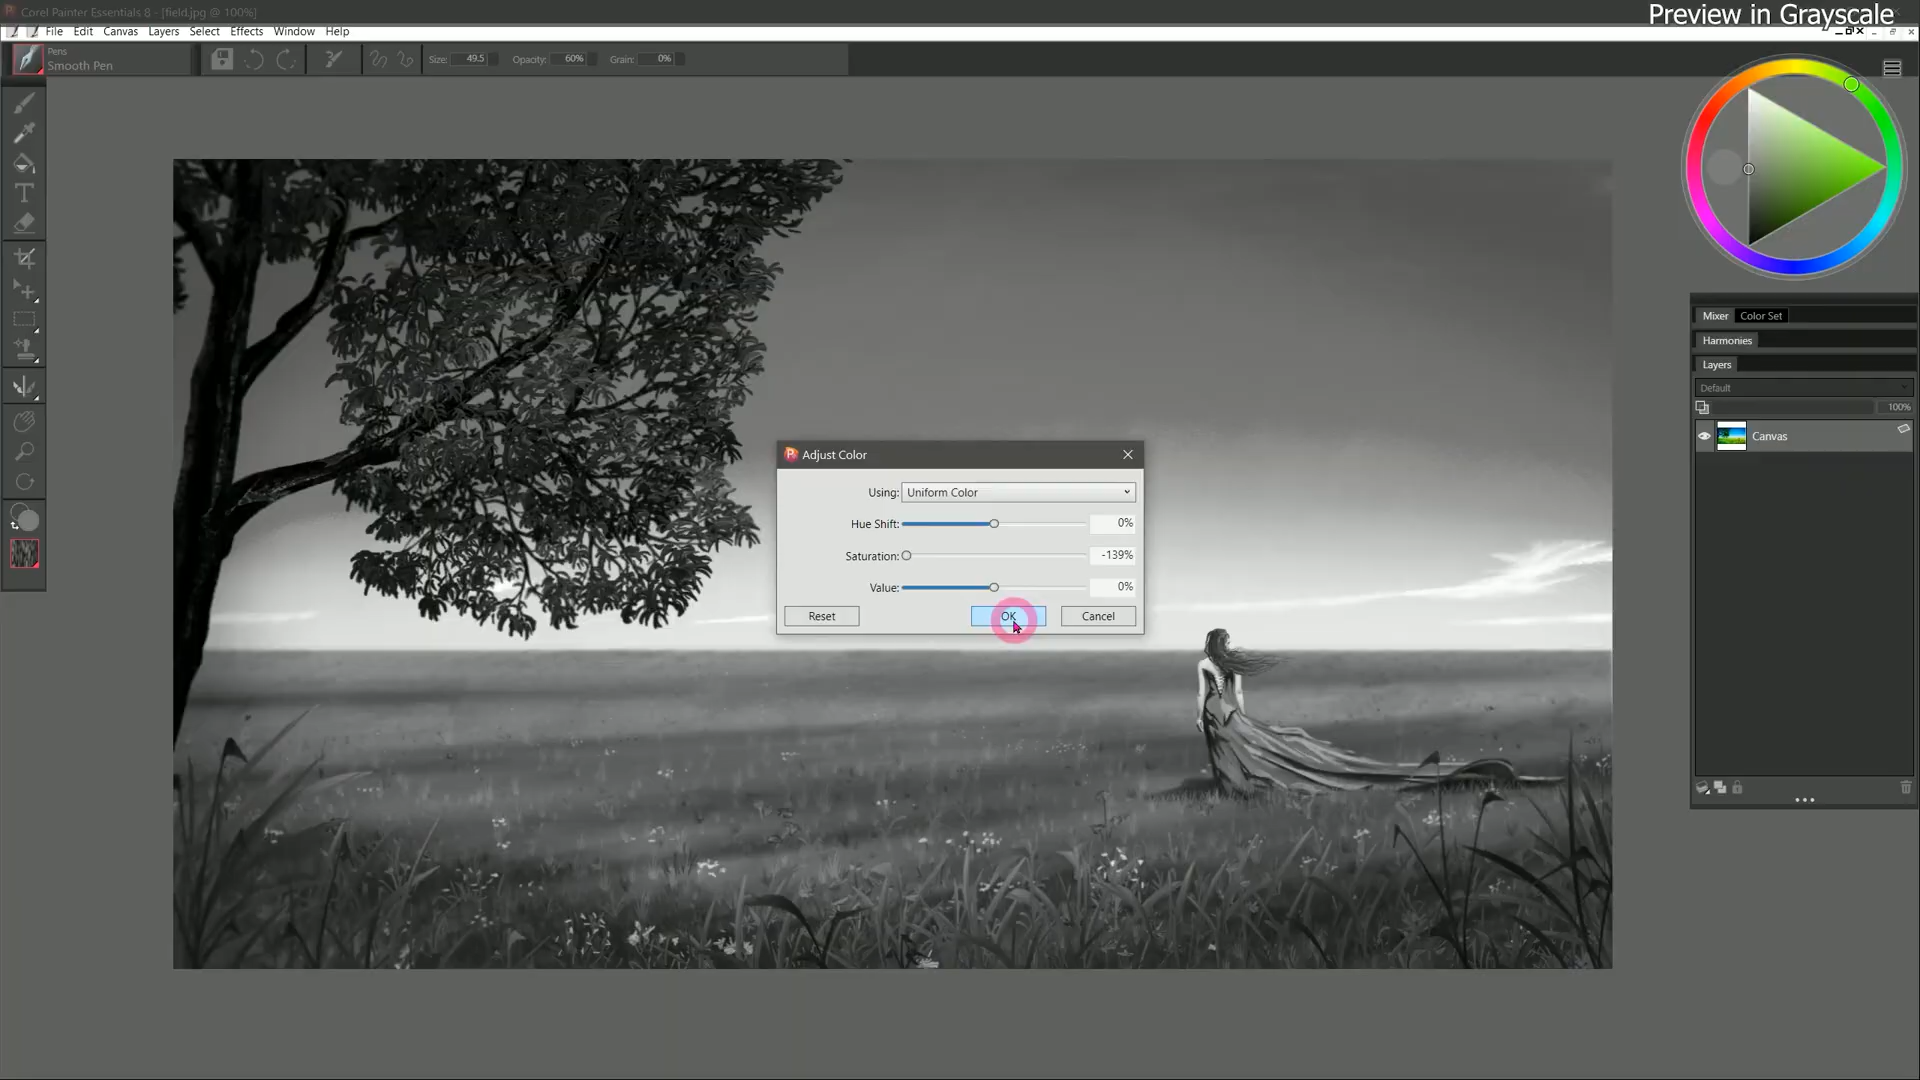 Corel Painter Essentials 8 - [field.jpg @ 100%]
Preview in Grayscale
File Edit Canvas Layers Select Effects Window Help
Pens
Smooth Pen
Size: 49.5 Opacity: 60% Grain: 0%
Mixer Color Set
Harmonies
Layers
Default
100%
Canvas
Adjust Color
Using: Uniform Color
Hue Shift: 0%
Saturation: -139%
Value: 0%
Reset OK Cancel